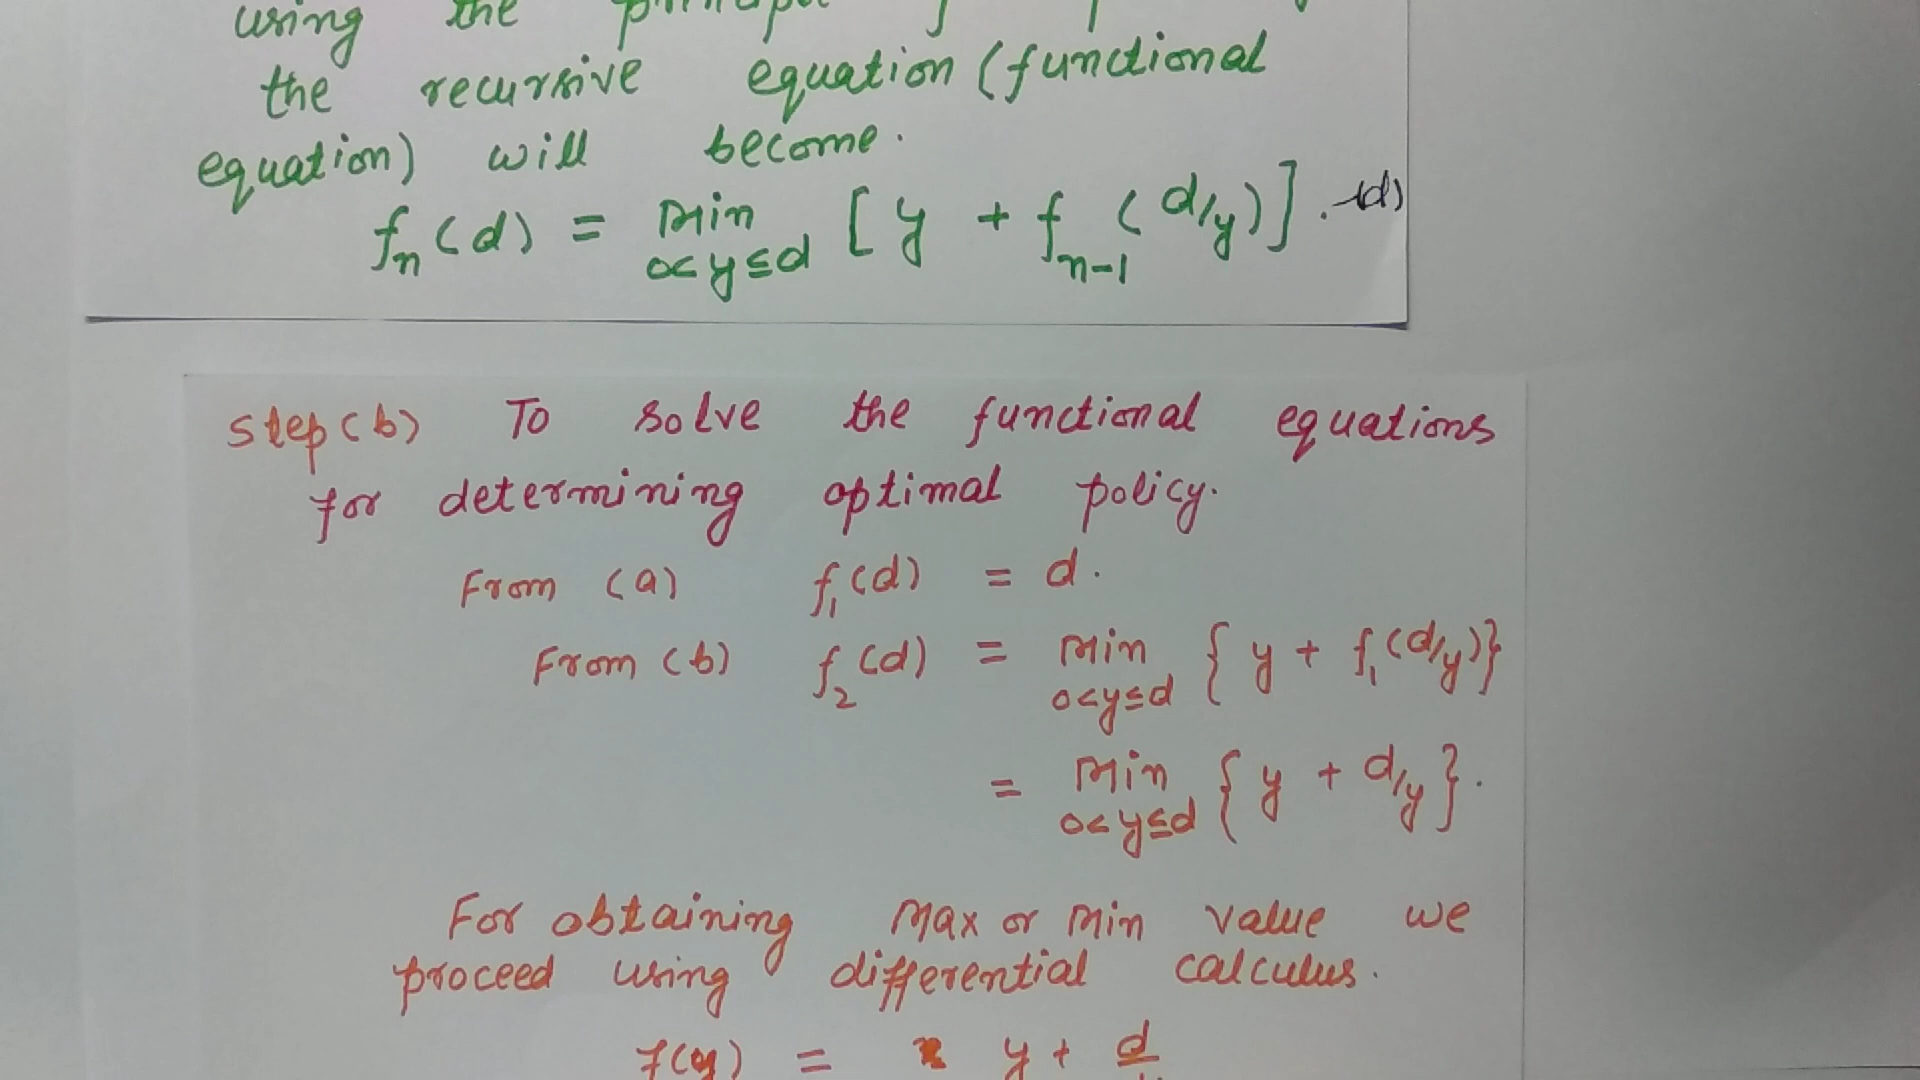 using the
the recursive equation (functional
equation) will become.
fn(d) = Min [y + fn-1(d/y)]. (d)
0<y≤d
step(b) To solve the functional equations
for determining optimal policy.
From (a) f1(d) = d.
From (b) f2(d) = Min { y + f1(d/y)}
0<y≤d
= Min { y + d/y }.
0<y≤d
For obtaining Max or Min value we
proceed using differential calculus.
f(y) = y + d